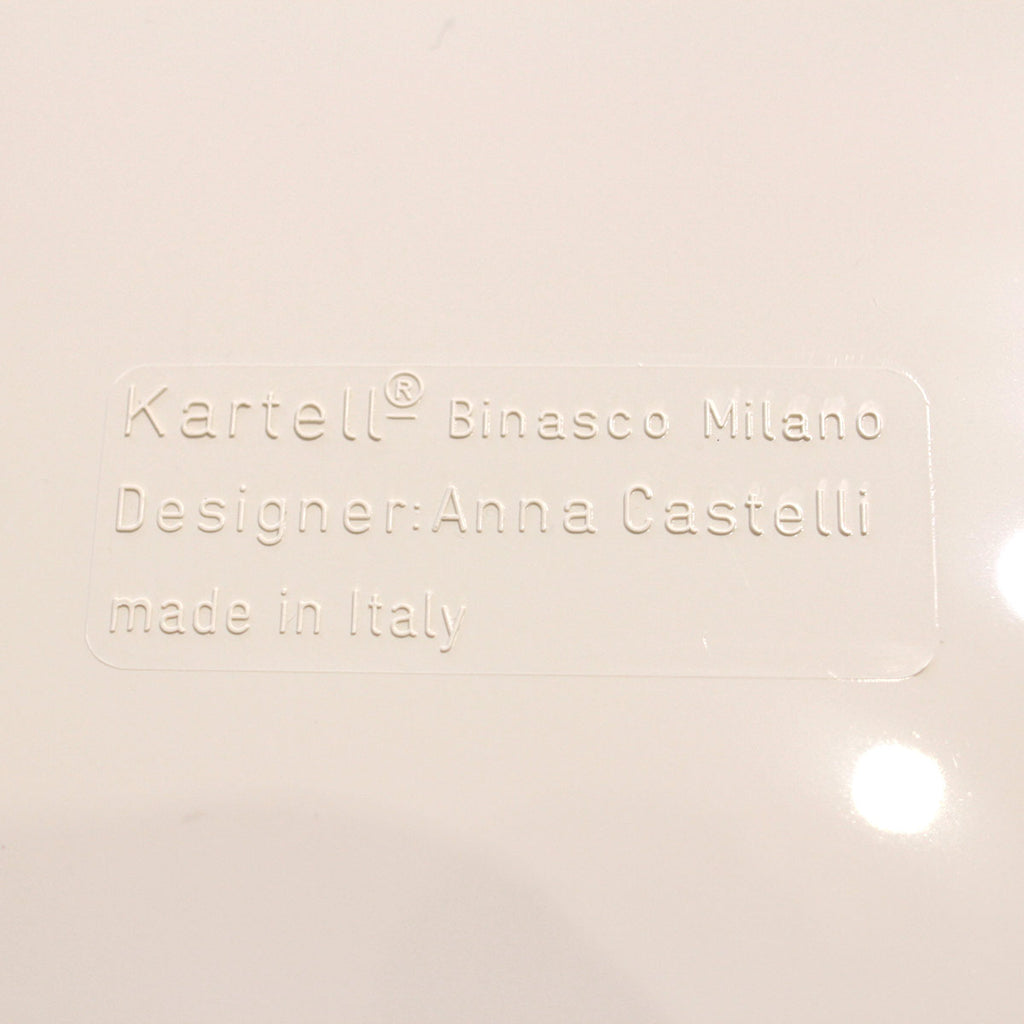 Kartell® Binasco Milano
Designer:Anna Castelli
made in Italy